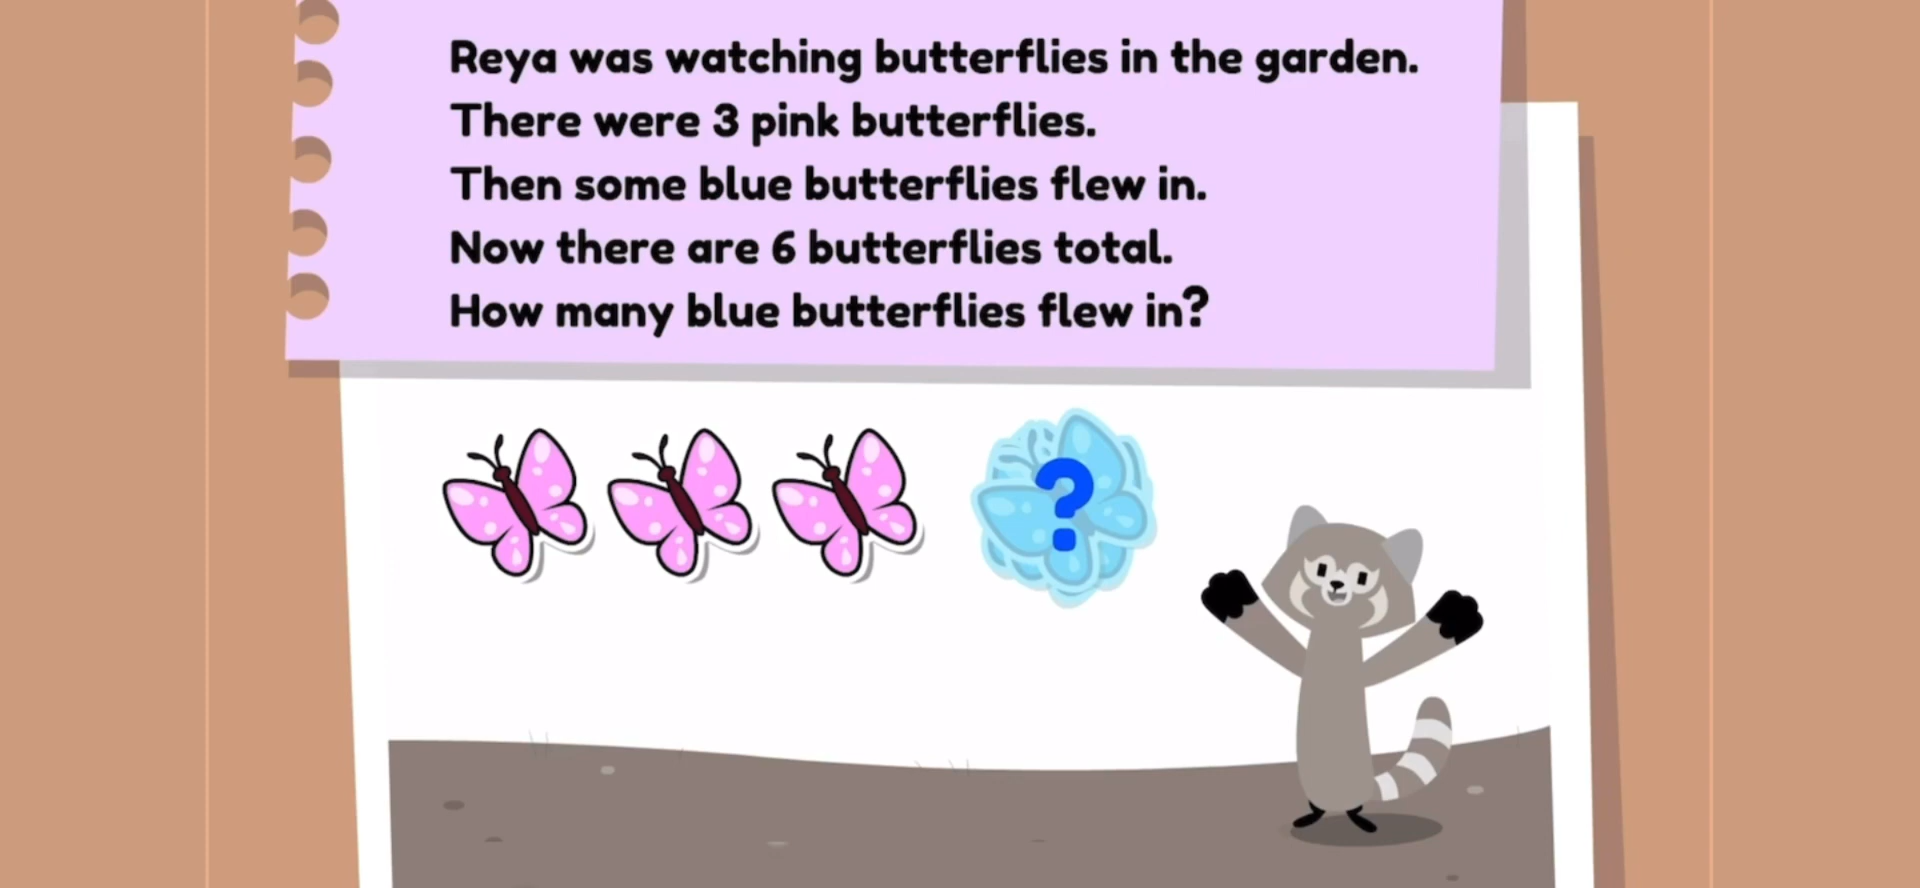 Reya was watching butterflies in the garden.
There were 3 pink butterflies.
Then some blue butterflies flew in.
Now there are 6 butterflies total.
How many blue butterflies flew in?
?